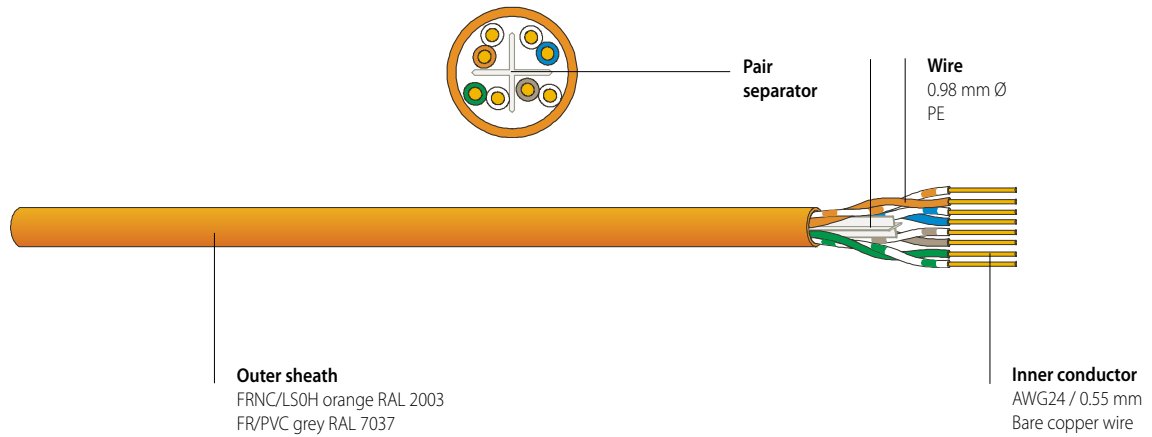 Pair
separator
Wire
0.98 mm Ø
PE
Outer sheath
FRNC/LS0H orange RAL 2003
FR/PVC grey RAL 7037
Inner conductor
AWG24 / 0.55 mm
Bare copper wire